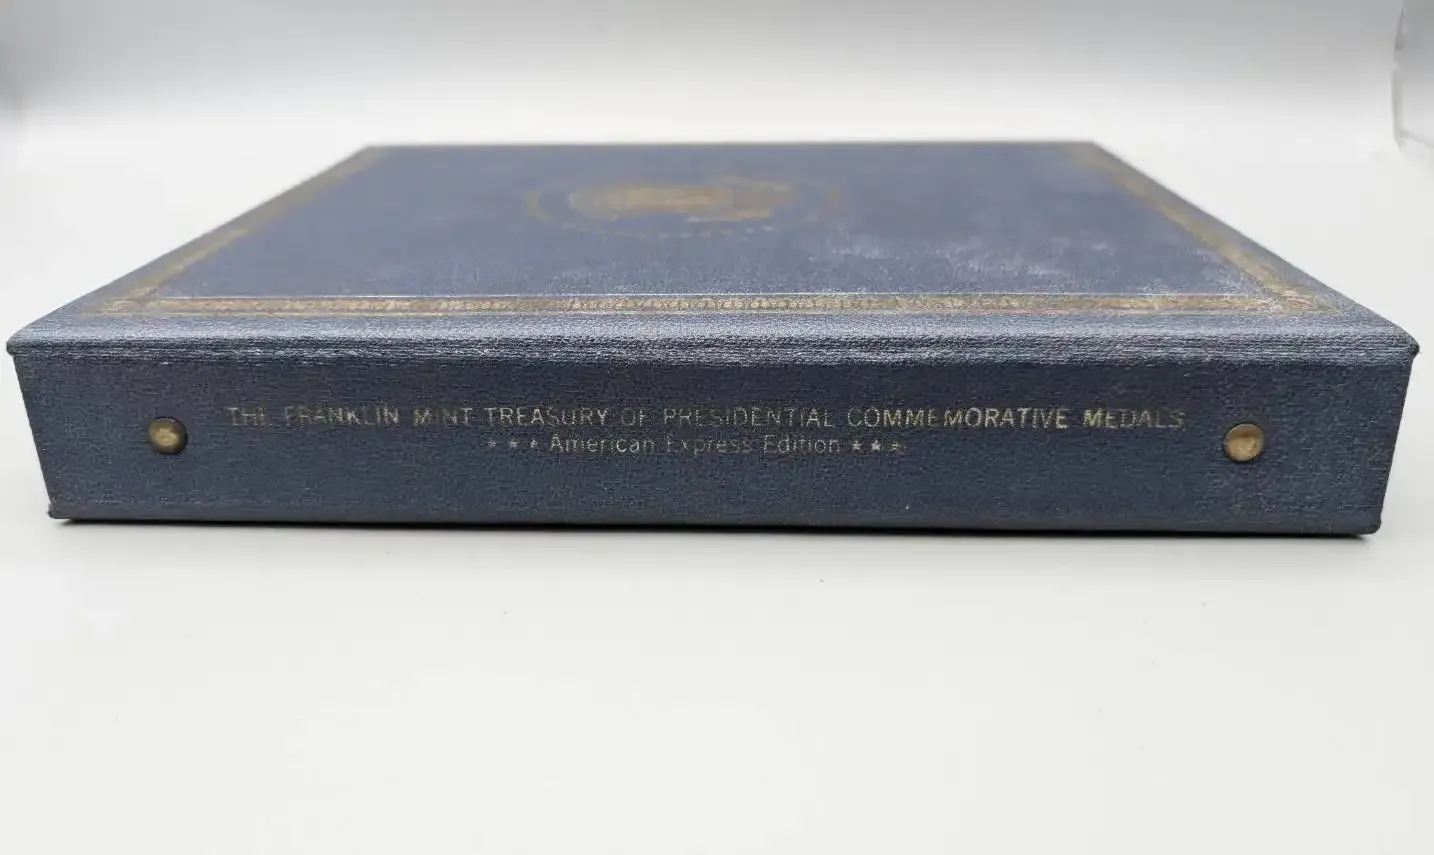 THE FRANKLIN MINT TREASURY OF PRESIDENTIAL COMMEMORATIVE MEDALS
★ ★ ★ American Express Edition ★ ★ ★